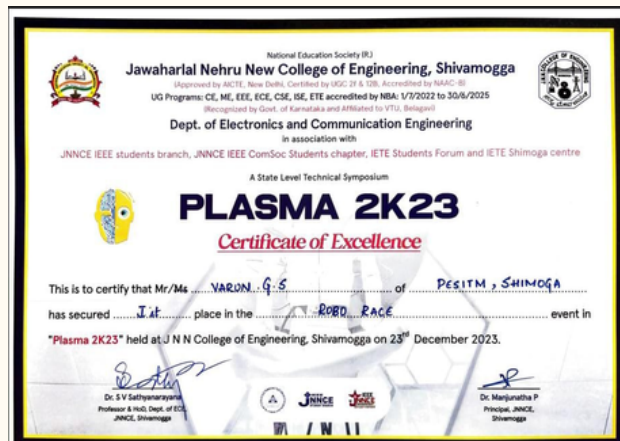 National Education Society (R.)
Jawaharlal Nehru New College of Engineering, Shivamogga
(Approved by AICTE, New Delhi, Certified by UGC 2f & 12B, Accredited by NAAC-B)
UG Programs: CE, ME, EEE, ECE, CSE, ISE, ETE accredited by NBA: 1/7/2022 to 30/6/2025
(Recognized by Govt. of Karnataka and Affiliated to VTU, Belagavi)
Dept. of Electronics and Communication Engineering
in association with
JNNCE IEEE students branch, JNNCE IEEE ComSoc Students chapter, IETE Students Forum and IETE Shimoga centre
A State Level Technical Symposium
PLASMA 2K23
Certificate of Excellence
This is to certify that Mr/Ms VARUN G.S of PESITM, SHIMOGA
has secured Ist place in the ROBO RACE event in
"Plasma 2K23" held at J N N College of Engineering, Shivamogga on 23rd December 2023.
Dr. S V Sathyanarayana
Professor & HoD, Dept. of ECE,
JNNCE, Shivamogga
JNNCE
IEEE
JNNCE
Dr. Manjunatha P
Principal, JNNCE,
Shivamogga